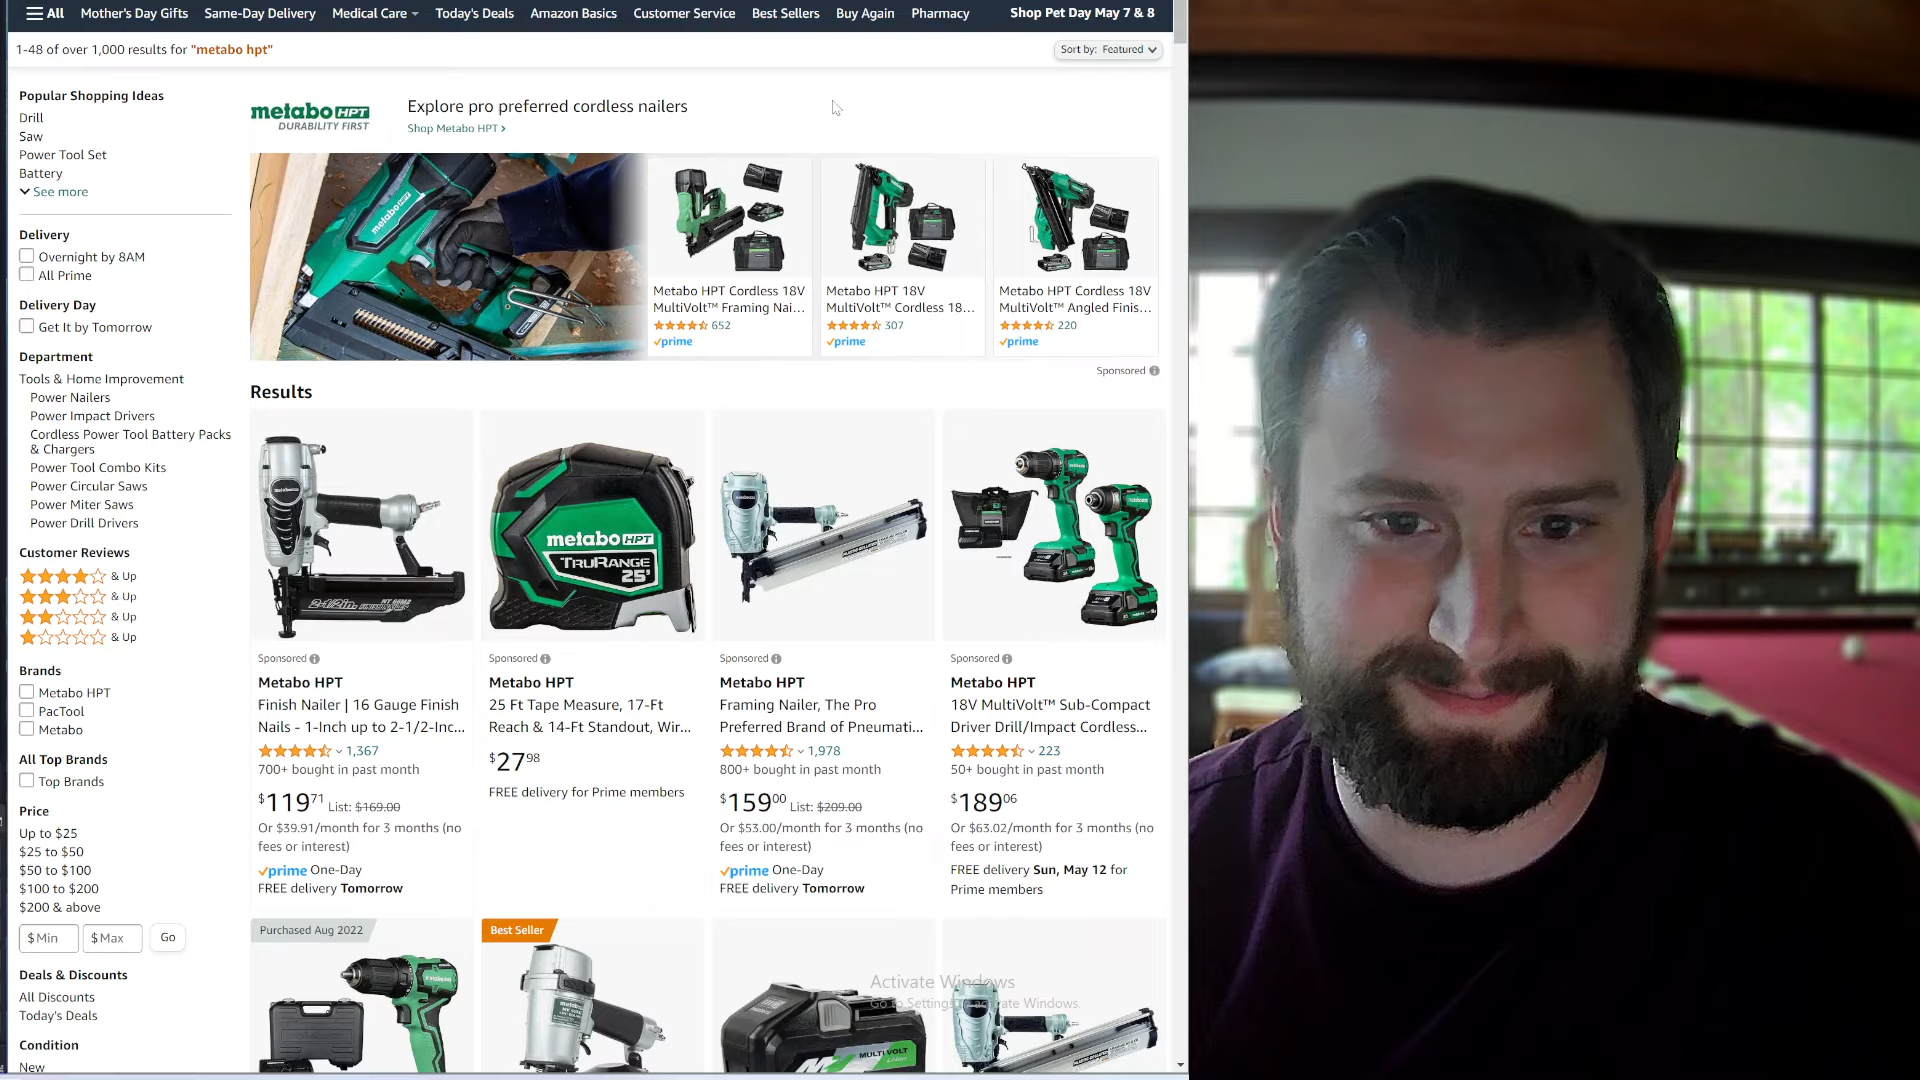 All Mother's Day Gifts Same-Day Delivery Medical Care Today's Deals Amazon Basics Customer Service Best Sellers Buy Again Pharmacy Shop Pet Day May 7 & 8
1-48 of over 1,000 results for "metabo hpt"
Sort by: Featured
Popular Shopping Ideas
Drill
Saw
Power Tool Set
Battery
See more
Delivery
Overnight by 8AM
All Prime
Delivery Day
Get It by Tomorrow
Department
Tools & Home Improvement
Power Nailers
Power Impact Drivers
Cordless Power Tool Battery Packs
& Chargers
Power Tool Combo Kits
Power Circular Saws
Power Miter Saws
Power Drill Drivers
Customer Reviews
& Up
& Up
& Up
& Up
Brands
Metabo HPT
PacTool
Metabo
All Top Brands
Top Brands
Price
Up to $25
$25 to $50
$50 to $100
$100 to $200
$200 & above
$ Min
$ Max
Go
Deals & Discounts
All Discounts
Today's Deals
Condition
New
metabo HPT
DURABILITY FIRST
Explore pro preferred cordless nailers
Shop Metabo HPT ›
metabo HPT
Metabo HPT Cordless 18V
MultiVolt™ Framing Nai...
652
prime
Metabo HPT 18V
MultiVolt™ Cordless 18...
307
prime
Metabo HPT Cordless 18V
MultiVolt™ Angled Finis...
220
prime
Sponsored
Results
2-1/2in.
Sponsored
Metabo HPT
Finish Nailer | 16 Gauge Finish
Nails - 1-Inch up to 2-1/2-Inc...
1,367
700+ bought in past month
$119 71 List: $169.00
Or $39.91/month for 3 months (no
fees or interest)
prime One-Day
FREE delivery Tomorrow
metabo HPT
TRURANGE
25'
Sponsored
Metabo HPT
25 Ft Tape Measure, 17-Ft
Reach & 14-Ft Standout, Wir...
$27 98
FREE delivery for Prime members
Sponsored
Metabo HPT
Framing Nailer, The Pro
Preferred Brand of Pneumati...
1,978
800+ bought in past month
$159 00 List: $209.00
Or $53.00/month for 3 months (no
fees or interest)
prime One-Day
FREE delivery Tomorrow
Sponsored
Metabo HPT
18V MultiVolt™ Sub-Compact
Driver Drill/Impact Cordless...
223
50+ bought in past month
$189 06
Or $63.02/month for 3 months (no
fees or interest)
FREE delivery Sun, May 12 for
Prime members
Purchased Aug 2022
Best Seller
MULTI VOLT
Activate Windows
Go to Settings to activate Windows.